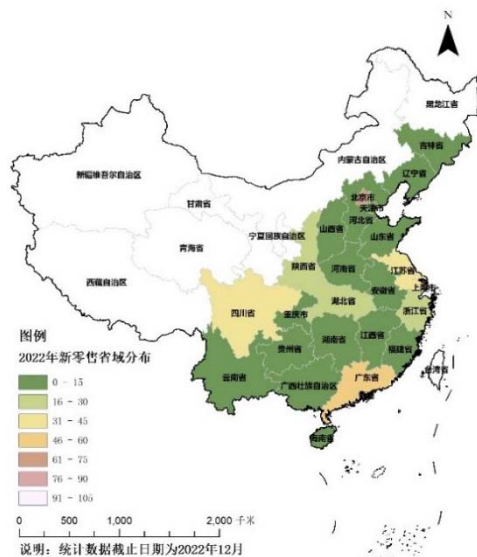 N
黑龙江省
吉林省
辽宁省
内蒙古自治区
新疆维吾尔自治区
甘肃省
北京市
天津市
河北省
山西省
山东省
宁夏回族自治区
青海省
陕西省
河南省
江苏省
西藏自治区
安徽省
上海市
四川省
湖北省
重庆市
浙江省
湖南省
江西省
贵州省
福建省
云南省
广西壮族自治区
广东省
台湾省
海南省
图例
2022年新零售省域分布
0 - 15
16 - 30
31 - 45
46 - 60
61 - 75
76 - 90
91 - 105
0 1,000 2,000 千米
说明：统计数据截止日期为2022年12月